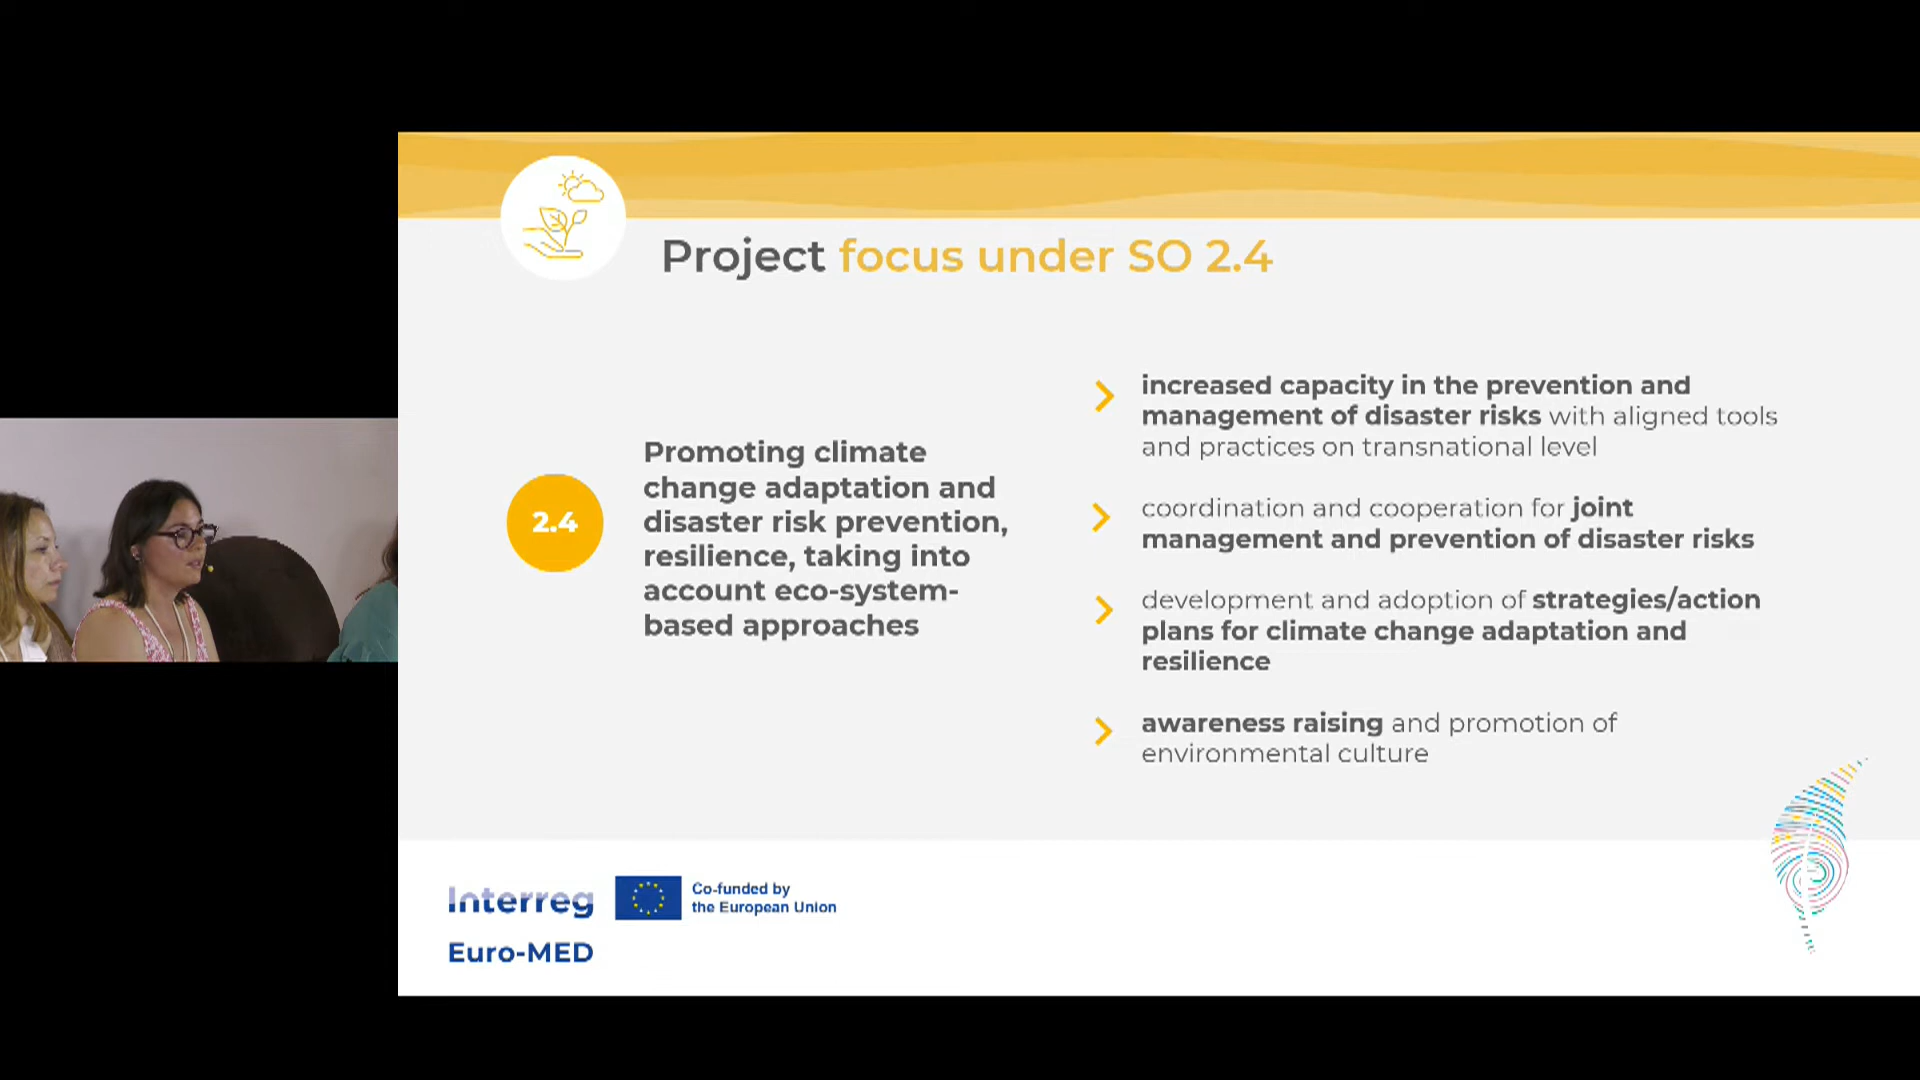 Project focus under SO 2.4
2.4
Promoting climate
change adaptation and
disaster risk prevention,
resilience, taking into
account eco-system-
based approaches
increased capacity in the prevention and
management of disaster risks with aligned tools
and practices on transnational level
coordination and cooperation for joint
management and prevention of disaster risks
development and adoption of strategies/action
plans for climate change adaptation and
resilience
awareness raising and promotion of
environmental culture
Interreg
Co-funded by
the European Union
Euro-MED